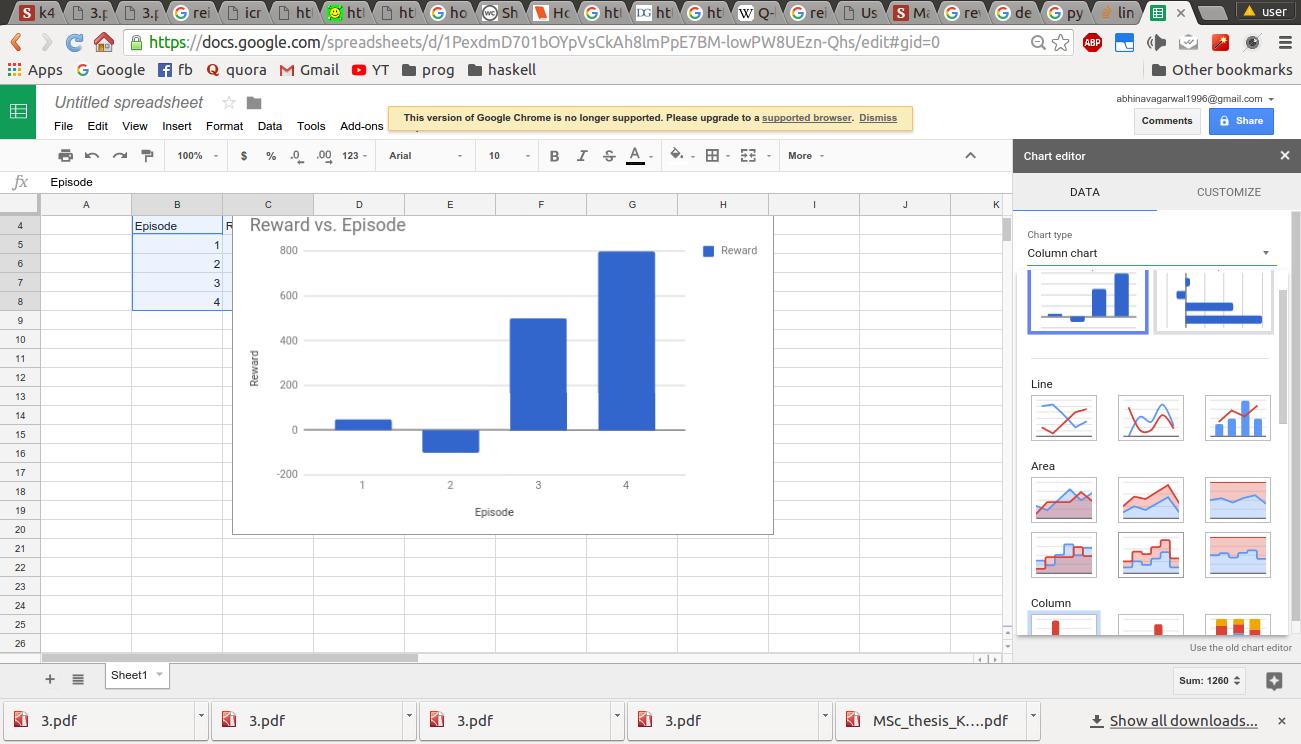 k4 3.p 3.p rei icr htl htl htl ho Sh Ho htl htl htl Q- rei Us Ma rev de py lin user
https://docs.google.com/spreadsheets/d/1PexdmD701bOYpVsCkAh8lmPpE7BM-lowPW8UEzn-Qhs/edit#gid=0
Apps Google fb quora Gmail YT prog haskell Other bookmarks
Untitled spreadsheet
abhinavagarwal1996@gmail.com
File Edit View Insert Format Data Tools Add-ons
This version of Google Chrome is no longer supported. Please upgrade to a supported browser. Dismiss
Comments Share
100% $ % .0 .00 123 Arial 10 B I S A More
fx Episode
Chart editor
DATA CUSTOMIZE
A B C D E F G H I J K
Chart type
Column chart
4 Episode R
5 1
6 2
7 3
8 4
9
10
11
12
13
14
15
16
17
18
19
20
21
22
23
24
25
26
Reward vs. Episode
Reward
800
600
400
200
0
-200
Reward
1 2 3 4
Episode
Line
Area
Column
Use the old chart editor
Sheet1
Sum: 1260
3.pdf 3.pdf 3.pdf 3.pdf MSc_thesis_K....pdf Show all downloads...